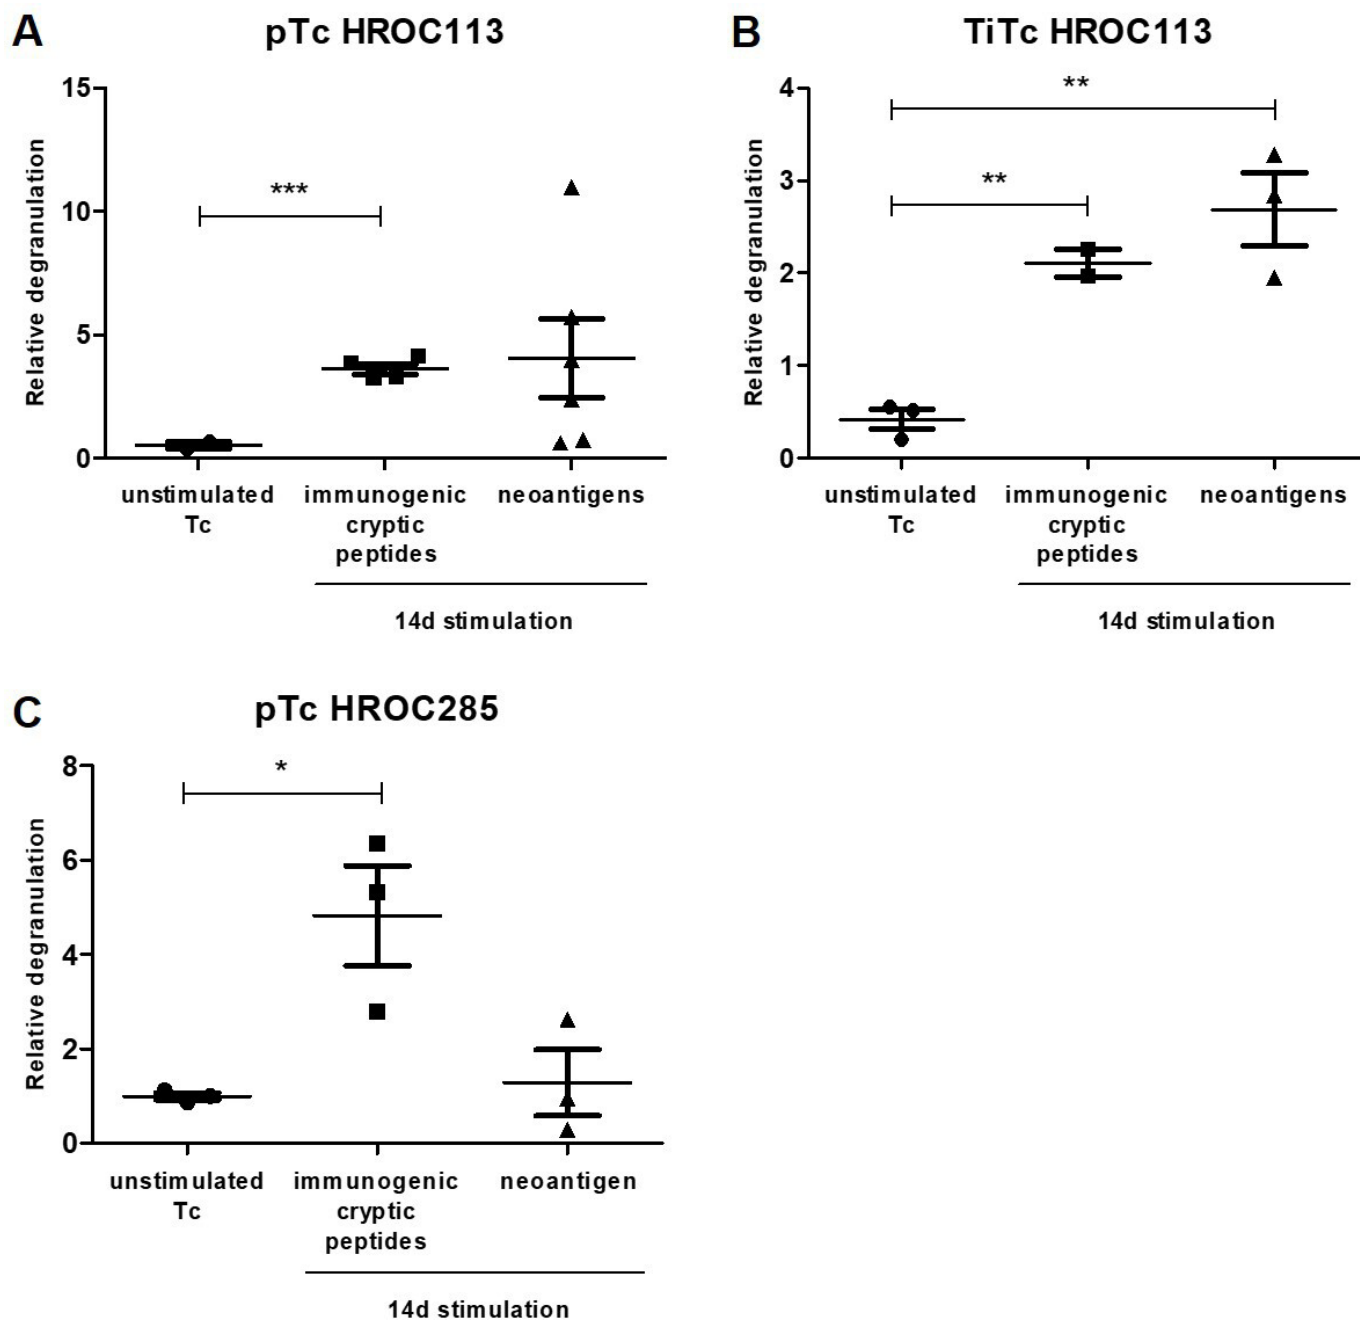 A
pTc HROC113
15
10
5
0
Relative degranulation
***
unstimulated
Tc
immunogenic
cryptic
peptides
neoantigens
14d stimulation
B
TiTc HROC113
4
3
2
1
0
Relative degranulation
**
**
unstimulated
Tc
immunogenic
cryptic
peptides
neoantigens
14d stimulation
C
pTc HROC285
8
6
4
2
0
Relative degranulation
*
unstimulated
Tc
immunogenic
cryptic
peptides
neoantigen
14d stimulation